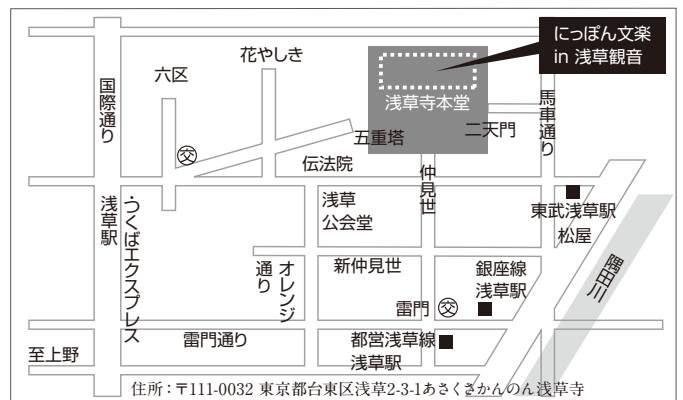 にっぽん文楽
in 浅草観音
花やしき
六区
国際通り
浅草寺本堂
馬車通り
二天門
五重塔
交
伝法院
仲見世
浅草
公会堂
東武浅草駅
松屋
・つくばエクスプレス
浅草駅
オレンジ
通り
新仲見世
銀座線
浅草駅
隅田川
雷門
交
雷門通り
都営浅草線
浅草駅
至上野
住所：〒111-0032 東京都台東区浅草2-3-1あさくさかんのん浅草寺